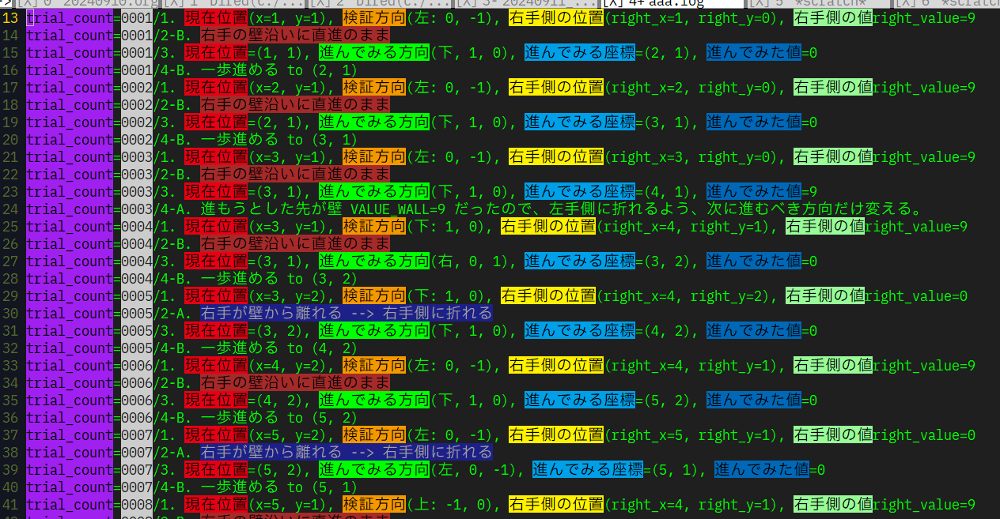 [X] 0 20240910.org [X] 1 Dired(c:/... [X] 2 Dired(c:/... [X] 3- 20240911_... [X] 4+ aaa.log [X] 5 *scratch* [X] 6 *scratch
13 trial_count=0001/1. 現在位置(x=1, y=1), 検証方向(左: 0, -1), 右手側の位置(right_x=1, right_y=0), 右手側の値right_value=9
14 trial_count=0001/2-B. 右手の壁沿いに直進のまま
15 trial_count=0001/3. 現在位置=(1, 1), 進んでみる方向(下, 1, 0), 進んでみる座標=(2, 1), 進んでみた値=0
16 trial_count=0001/4-B. 一歩進める to (2, 1)
17 trial_count=0002/1. 現在位置(x=2, y=1), 検証方向(左: 0, -1), 右手側の位置(right_x=2, right_y=0), 右手側の値right_value=9
18 trial_count=0002/2-B. 右手の壁沿いに直進のまま
19 trial_count=0002/3. 現在位置=(2, 1), 進んでみる方向(下, 1, 0), 進んでみる座標=(3, 1), 進んでみた値=0
20 trial_count=0002/4-B. 一歩進める to (3, 1)
21 trial_count=0003/1. 現在位置(x=3, y=1), 検証方向(左: 0, -1), 右手側の位置(right_x=3, right_y=0), 右手側の値right_value=9
22 trial_count=0003/2-B. 右手の壁沿いに直進のまま
23 trial_count=0003/3. 現在位置=(3, 1), 進んでみる方向(下, 1, 0), 進んでみる座標=(4, 1), 進んでみた値=9
24 trial_count=0003/4-A. 進もうとした先が壁 VALUE_WALL=9 だったので、左手側に折れるよう、次に進むべき方向だけ変える。
25 trial_count=0004/1. 現在位置(x=3, y=1), 検証方向(下: 1, 0), 右手側の位置(right_x=4, right_y=1), 右手側の値right_value=9
26 trial_count=0004/2-B. 右手の壁沿いに直進のまま
27 trial_count=0004/3. 現在位置=(3, 1), 進んでみる方向(右, 0, 1), 進んでみる座標=(3, 2), 進んでみた値=0
28 trial_count=0004/4-B. 一歩進める to (3, 2)
29 trial_count=0005/1. 現在位置(x=3, y=2), 検証方向(下: 1, 0), 右手側の位置(right_x=4, right_y=2), 右手側の値right_value=0
30 trial_count=0005/2-A. 右手が壁から離れる --> 右手側に折れる
31 trial_count=0005/3. 現在位置=(3, 2), 進んでみる方向(下, 1, 0), 進んでみる座標=(4, 2), 進んでみた値=0
32 trial_count=0005/4-B. 一歩進める to (4, 2)
33 trial_count=0006/1. 現在位置(x=4, y=2), 検証方向(左: 0, -1), 右手側の位置(right_x=4, right_y=1), 右手側の値right_value=9
34 trial_count=0006/2-B. 右手の壁沿いに直進のまま
35 trial_count=0006/3. 現在位置=(4, 2), 進んでみる方向(下, 1, 0), 進んでみる座標=(5, 2), 進んでみた値=0
36 trial_count=0006/4-B. 一歩進める to (5, 2)
37 trial_count=0007/1. 現在位置(x=5, y=2), 検証方向(左: 0, -1), 右手側の位置(right_x=5, right_y=1), 右手側の値right_value=0
38 trial_count=0007/2-A. 右手が壁から離れる --> 右手側に折れる
39 trial_count=0007/3. 現在位置=(5, 2), 進んでみる方向(左, 0, -1), 進んでみる座標=(5, 1), 進んでみた値=0
40 trial_count=0007/4-B. 一歩進める to (5, 1)
41 trial_count=0008/1. 現在位置(x=5, y=1), 検証方向(上: -1, 0), 右手側の位置(right_x=4, right_y=1), 右手側の値right_value=9